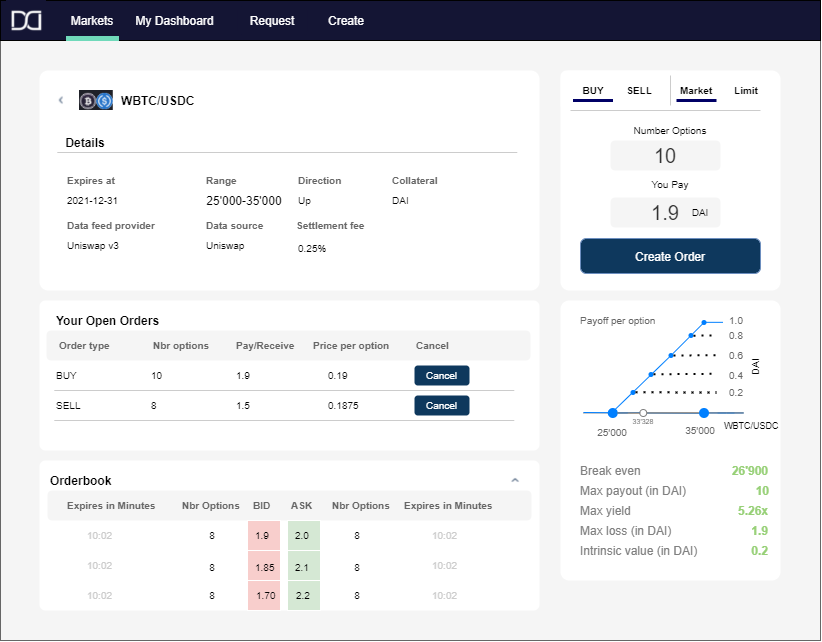 Markets My Dashboard Request Create
WBTC/USDC
Details
Expires at Range Direction Collateral
2021-12-31 25'000-35'000 Up DAI
Data feed provider Data source Settlement fee
Uniswap v3 Uniswap 0.25%
BUY SELL Market Limit
Number Options
10
You Pay
1.9 DAI
Create Order
Your Open Orders
Order type Nbr options Pay/Receive Price per option Cancel
BUY 10 1.9 0.19 Cancel
SELL 8 1.5 0.1875 Cancel
Orderbook
Expires in Minutes Nbr Options BID ASK Nbr Options Expires in Minutes
10:02 8 1.9 2.0 8 10:02
10:02 8 1.85 2.1 8 10:02
10:02 8 1.70 2.2 8 10:02
Payoff per option
1.0
0.8
0.6
0.4
0.2
DAI
33'328
25'000 35'000 WBTC/USDC
Break even 26'900
Max payout (in DAI) 10
Max yield 5.26x
Max loss (in DAI) 1.9
Intrinsic value (in DAI) 0.2